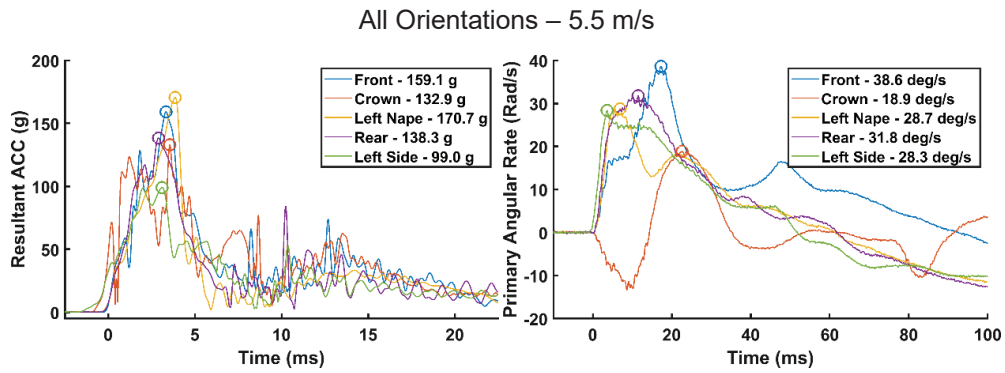 All Orientations – 5.5 m/s
Resultant ACC (g)
200
150
100
50
0
Front - 159.1 g
Crown - 132.9 g
Left Nape - 170.7 g
Rear - 138.3 g
Left Side - 99.0 g
0 5 10 15 20
Time (ms)
Primary Angular Rate (Rad/s)
40
30
20
10
0
-10
-20
Front - 38.6 deg/s
Crown - 18.9 deg/s
Left Nape - 28.7 deg/s
Rear - 31.8 deg/s
Left Side - 28.3 deg/s
0 20 40 60 80 100
Time (ms)